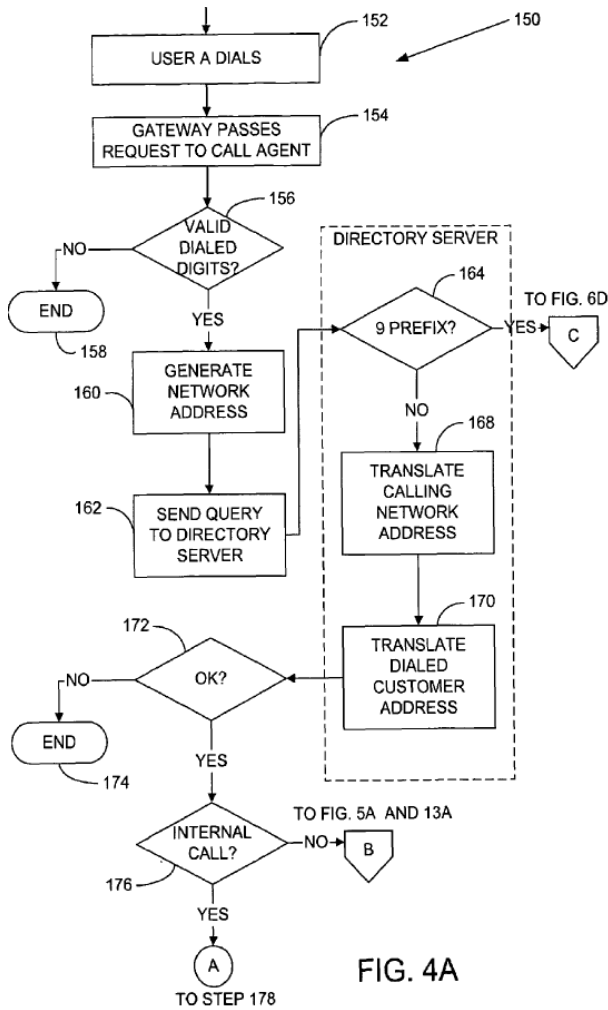 152
150
USER A DIALS
154
GATEWAY PASSES
REQUEST TO CALL AGENT
156
VALID
DIALED
DIGITS?
NO
END
158
YES
DIRECTORY SERVER
164
9 PREFIX?
YES
TO FIG. 6D
C
NO
160
GENERATE
NETWORK
ADDRESS
168
TRANSLATE
CALLING
NETWORK
ADDRESS
162
SEND QUERY
TO DIRECTORY
SERVER
170
TRANSLATE
DIALED
CUSTOMER
ADDRESS
172
OK?
NO
END
174
YES
TO FIG. 5A AND 13A
INTERNAL
CALL?
NO
B
176
YES
A
TO STEP 178
FIG. 4A